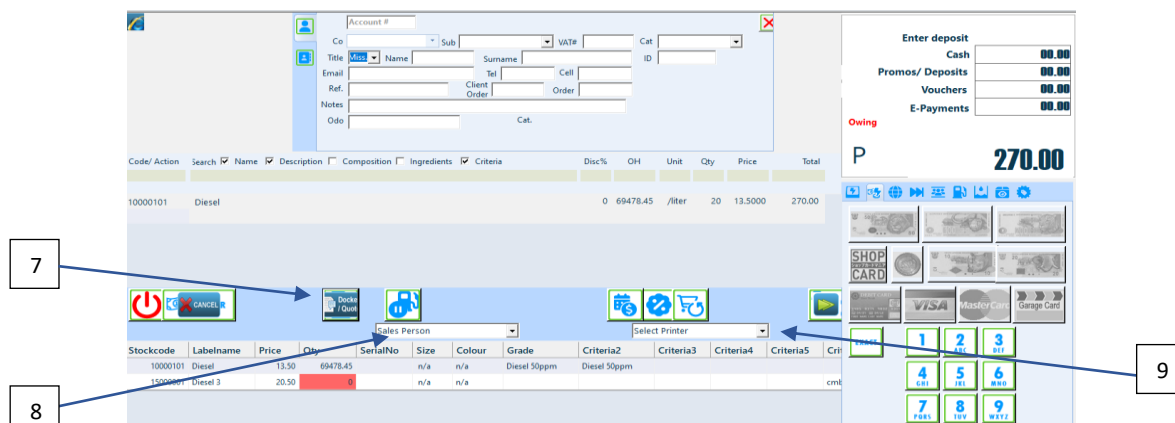 Account #
Co Sub VAT# Cat
Title Miss. Name Surname ID
Email Tel Cell
Ref. Client Order Order
Notes
Odo Cat.
Enter deposit
Cash 00.00
Promos/ Deposits 00.00
Vouchers 00.00
E-Payments 00.00
Owing
P 270.00
Code/ Action Search Name Description Composition Ingredients Criteria Disc% OH Unit Qty Price Total
10000101 Diesel 0 69478.45 /liter 20 13.5000 270.00
7
CANCEL
Docke
/Quot
SHOP
CARD
VISA MasterCard Garage Card
Sales Person Select Printer
Stockcode Labelname Price Qty SerialNo Size Colour Grade Criteria2 Criteria3 Criteria4 Criteria5 Crit
10000101 Diesel 13.50 69478.45 n/a n/a Diesel 50ppm Diesel 50ppm
15000001 Diesel 3 20.50 0 n/a n/a cmb
8
9
1 2 ABC 3 DEF
4 GHI 5 JKL 6 MNO
7 PQRS 8 TUV 9 WXYZ